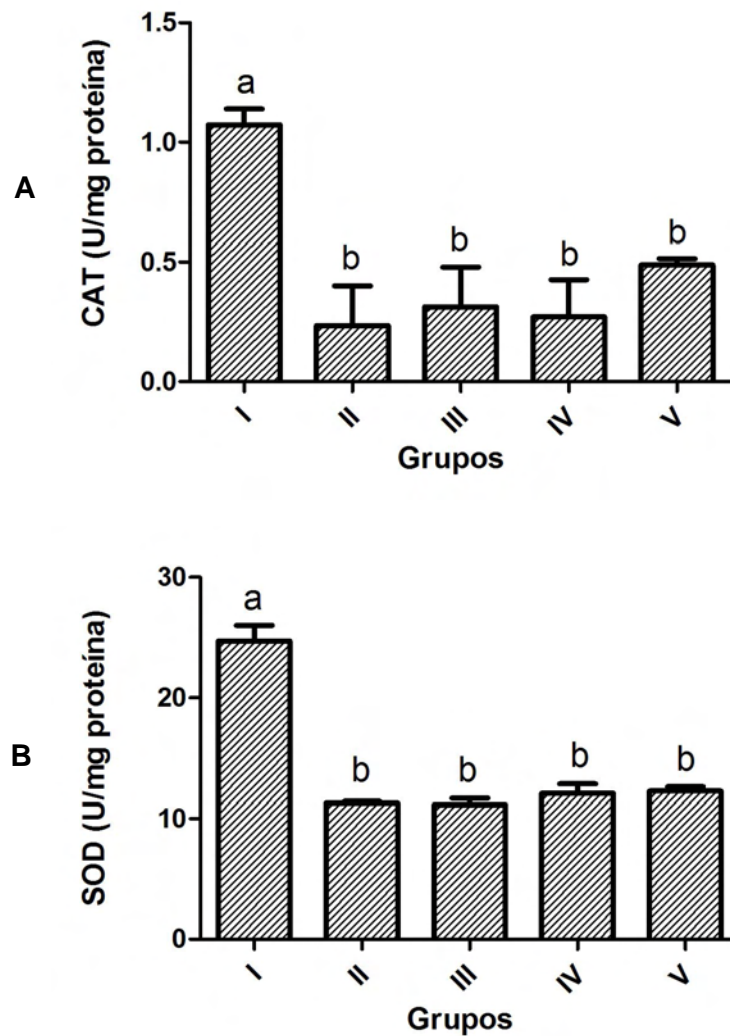 A
CAT (U/mg proteína)
1.5
1.0
0.5
0.0
a
b
b
b
b
I
II
III
IV
V
Grupos
B
SOD (U/mg proteína)
30
20
10
0
a
b
b
b
b
I
II
III
IV
V
Grupos